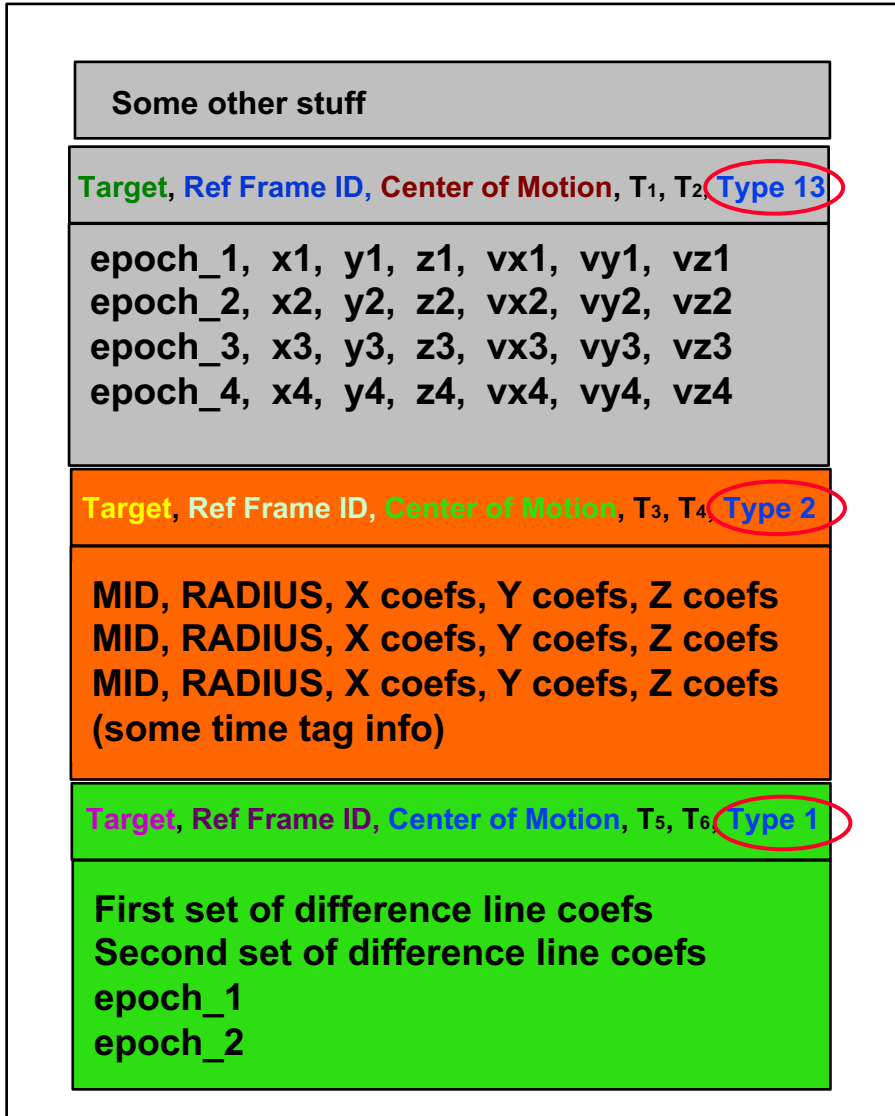 Some other stuff
Target, Ref Frame ID, Center of Motion, T₁, T₂, Type 13
epoch_1, x1, y1, z1, vx1, vy1, vz1
epoch_2, x2, y2, z2, vx2, vy2, vz2
epoch_3, x3, y3, z3, vx3, vy3, vz3
epoch_4, x4, y4, z4, vx4, vy4, vz4
Target, Ref Frame ID, Center of Motion, T₃, T₄, Type 2
MID, RADIUS, X coefs, Y coefs, Z coefs
MID, RADIUS, X coefs, Y coefs, Z coefs
MID, RADIUS, X coefs, Y coefs, Z coefs
(some time tag info)
Target, Ref Frame ID, Center of Motion, T₅, T₆, Type 1
First set of difference line coefs
Second set of difference line coefs
epoch_1
epoch_2